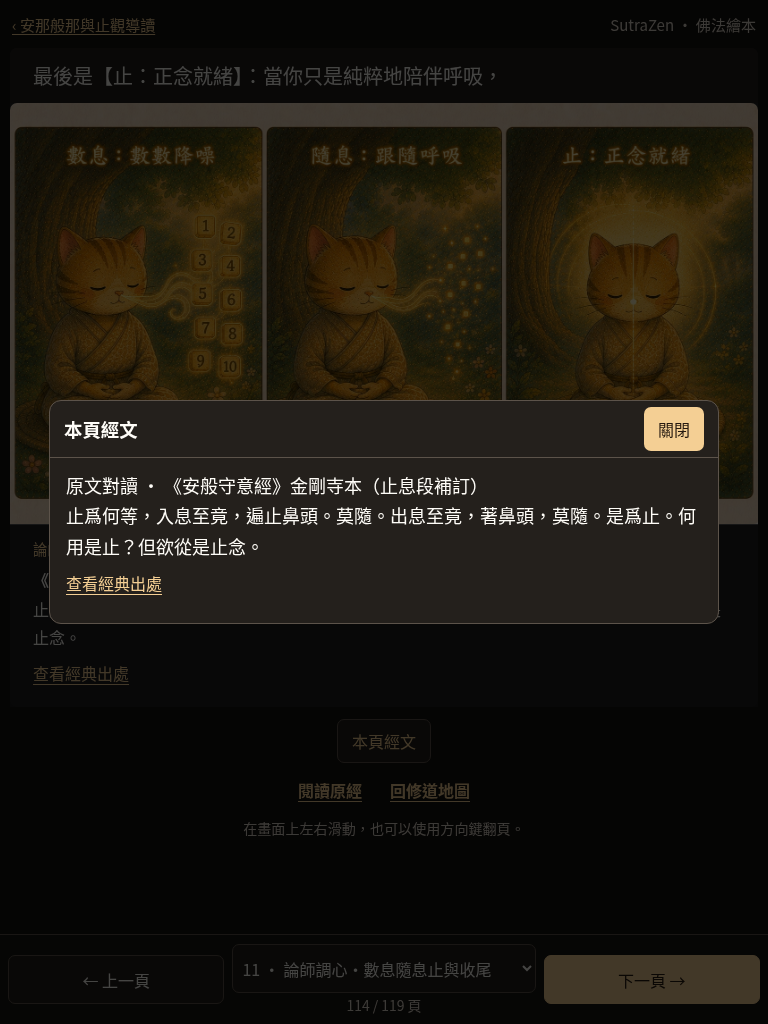 ‹ 安那般那與止觀導讀
SutraZen ・ 佛法繪本
最後是【止：正念就緒】：當你只是純粹地陪伴呼吸，
數息：數數降噪
隨息：跟隨呼吸
止：正念就緒
1
2
3
4
5
6
7
8
9
10
本頁經文
關閉
原文對讀 ・ 《安般守意經》金剛寺本（止息段補訂）
止爲何等，入息至竟，遍止鼻頭。莫隨。出息至竟，著鼻頭，莫隨。是爲止。何
用是止？但欲從是止念。
查看經典出處
論
《
止
止念。
查看經典出處
本頁經文
閱讀原經
回修道地圖
在畫面上左右滑動，也可以使用方向鍵翻頁。
← 上一頁
11 ・ 論師調心・數息隨息止與收尾
下一頁 →
114 / 119 頁